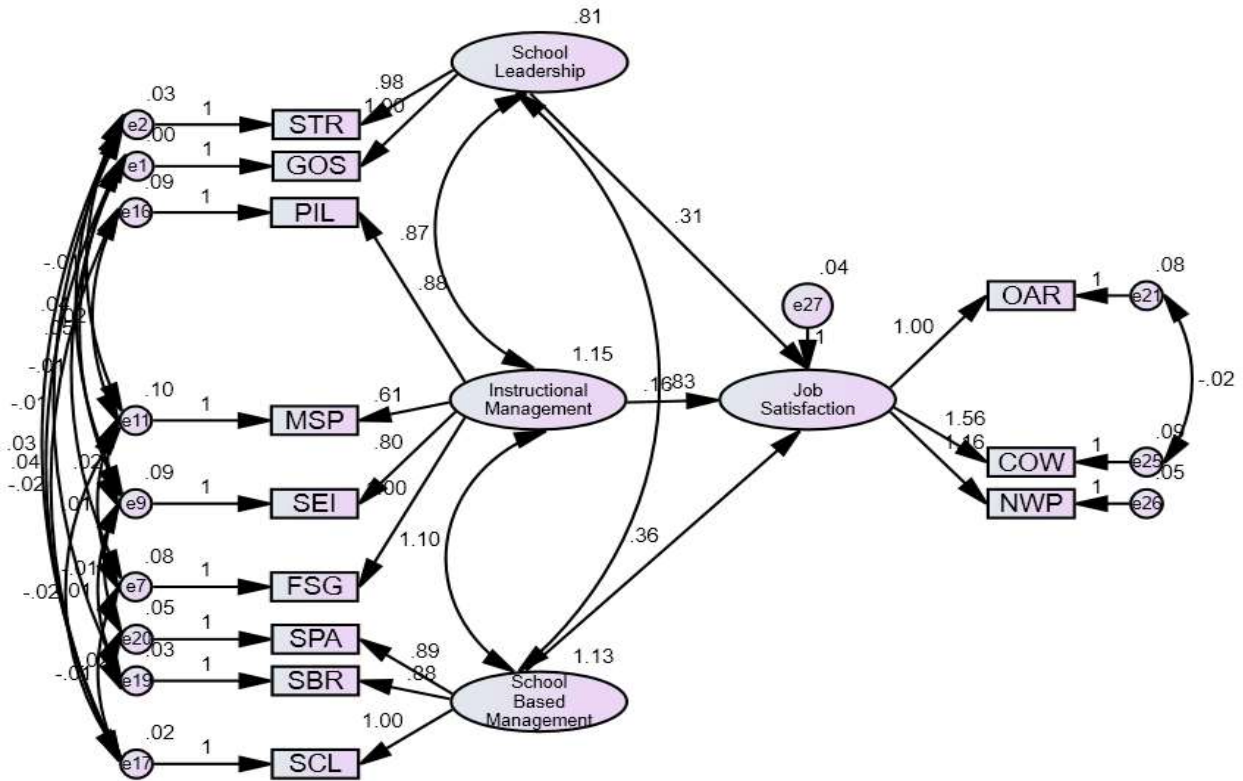 .81
School
Leadership
.98
1.00
.03
1
e2
STR
.00
1
e1
GOS
.09
1
e16
PIL
.87
.88
.31
.04
e27
1
.08
1
OAR
e21
1.00
-.02
1.15
Instructional
Management
.16
.83
Job
Satisfaction
.10
1
e11
MSP
.61
.80
1.56
.09
1
COW
e25
.05
1
NWP
e26
.09
1
e9
SEI
.36
1.10
.08
1
e7
FSG
.05
1
e20
SPA
.89
.03
1
e19
SBR
.88
1.13
School
Based
Management
1.00
.02
1
e17
SCL
-.01
.03
.04
-.02